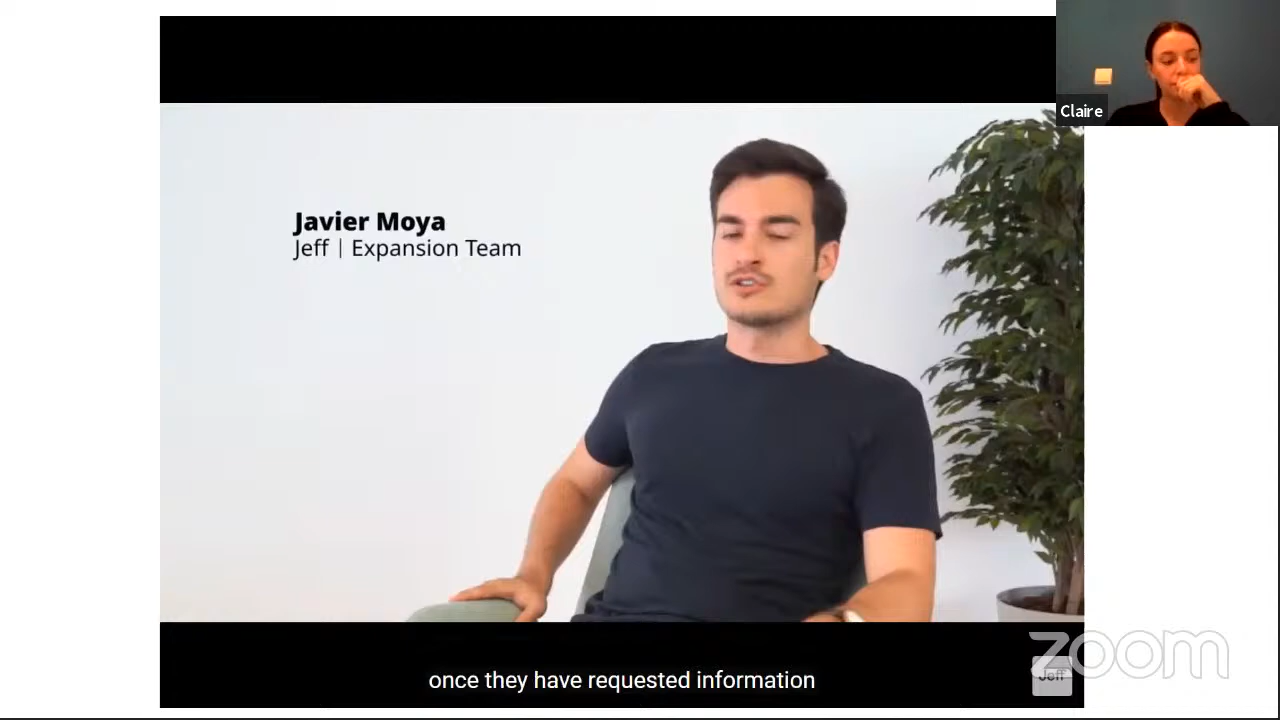 Claire
Javier Moya
Jeff | Expansion Team
once they have requested information
zoom
Jeff